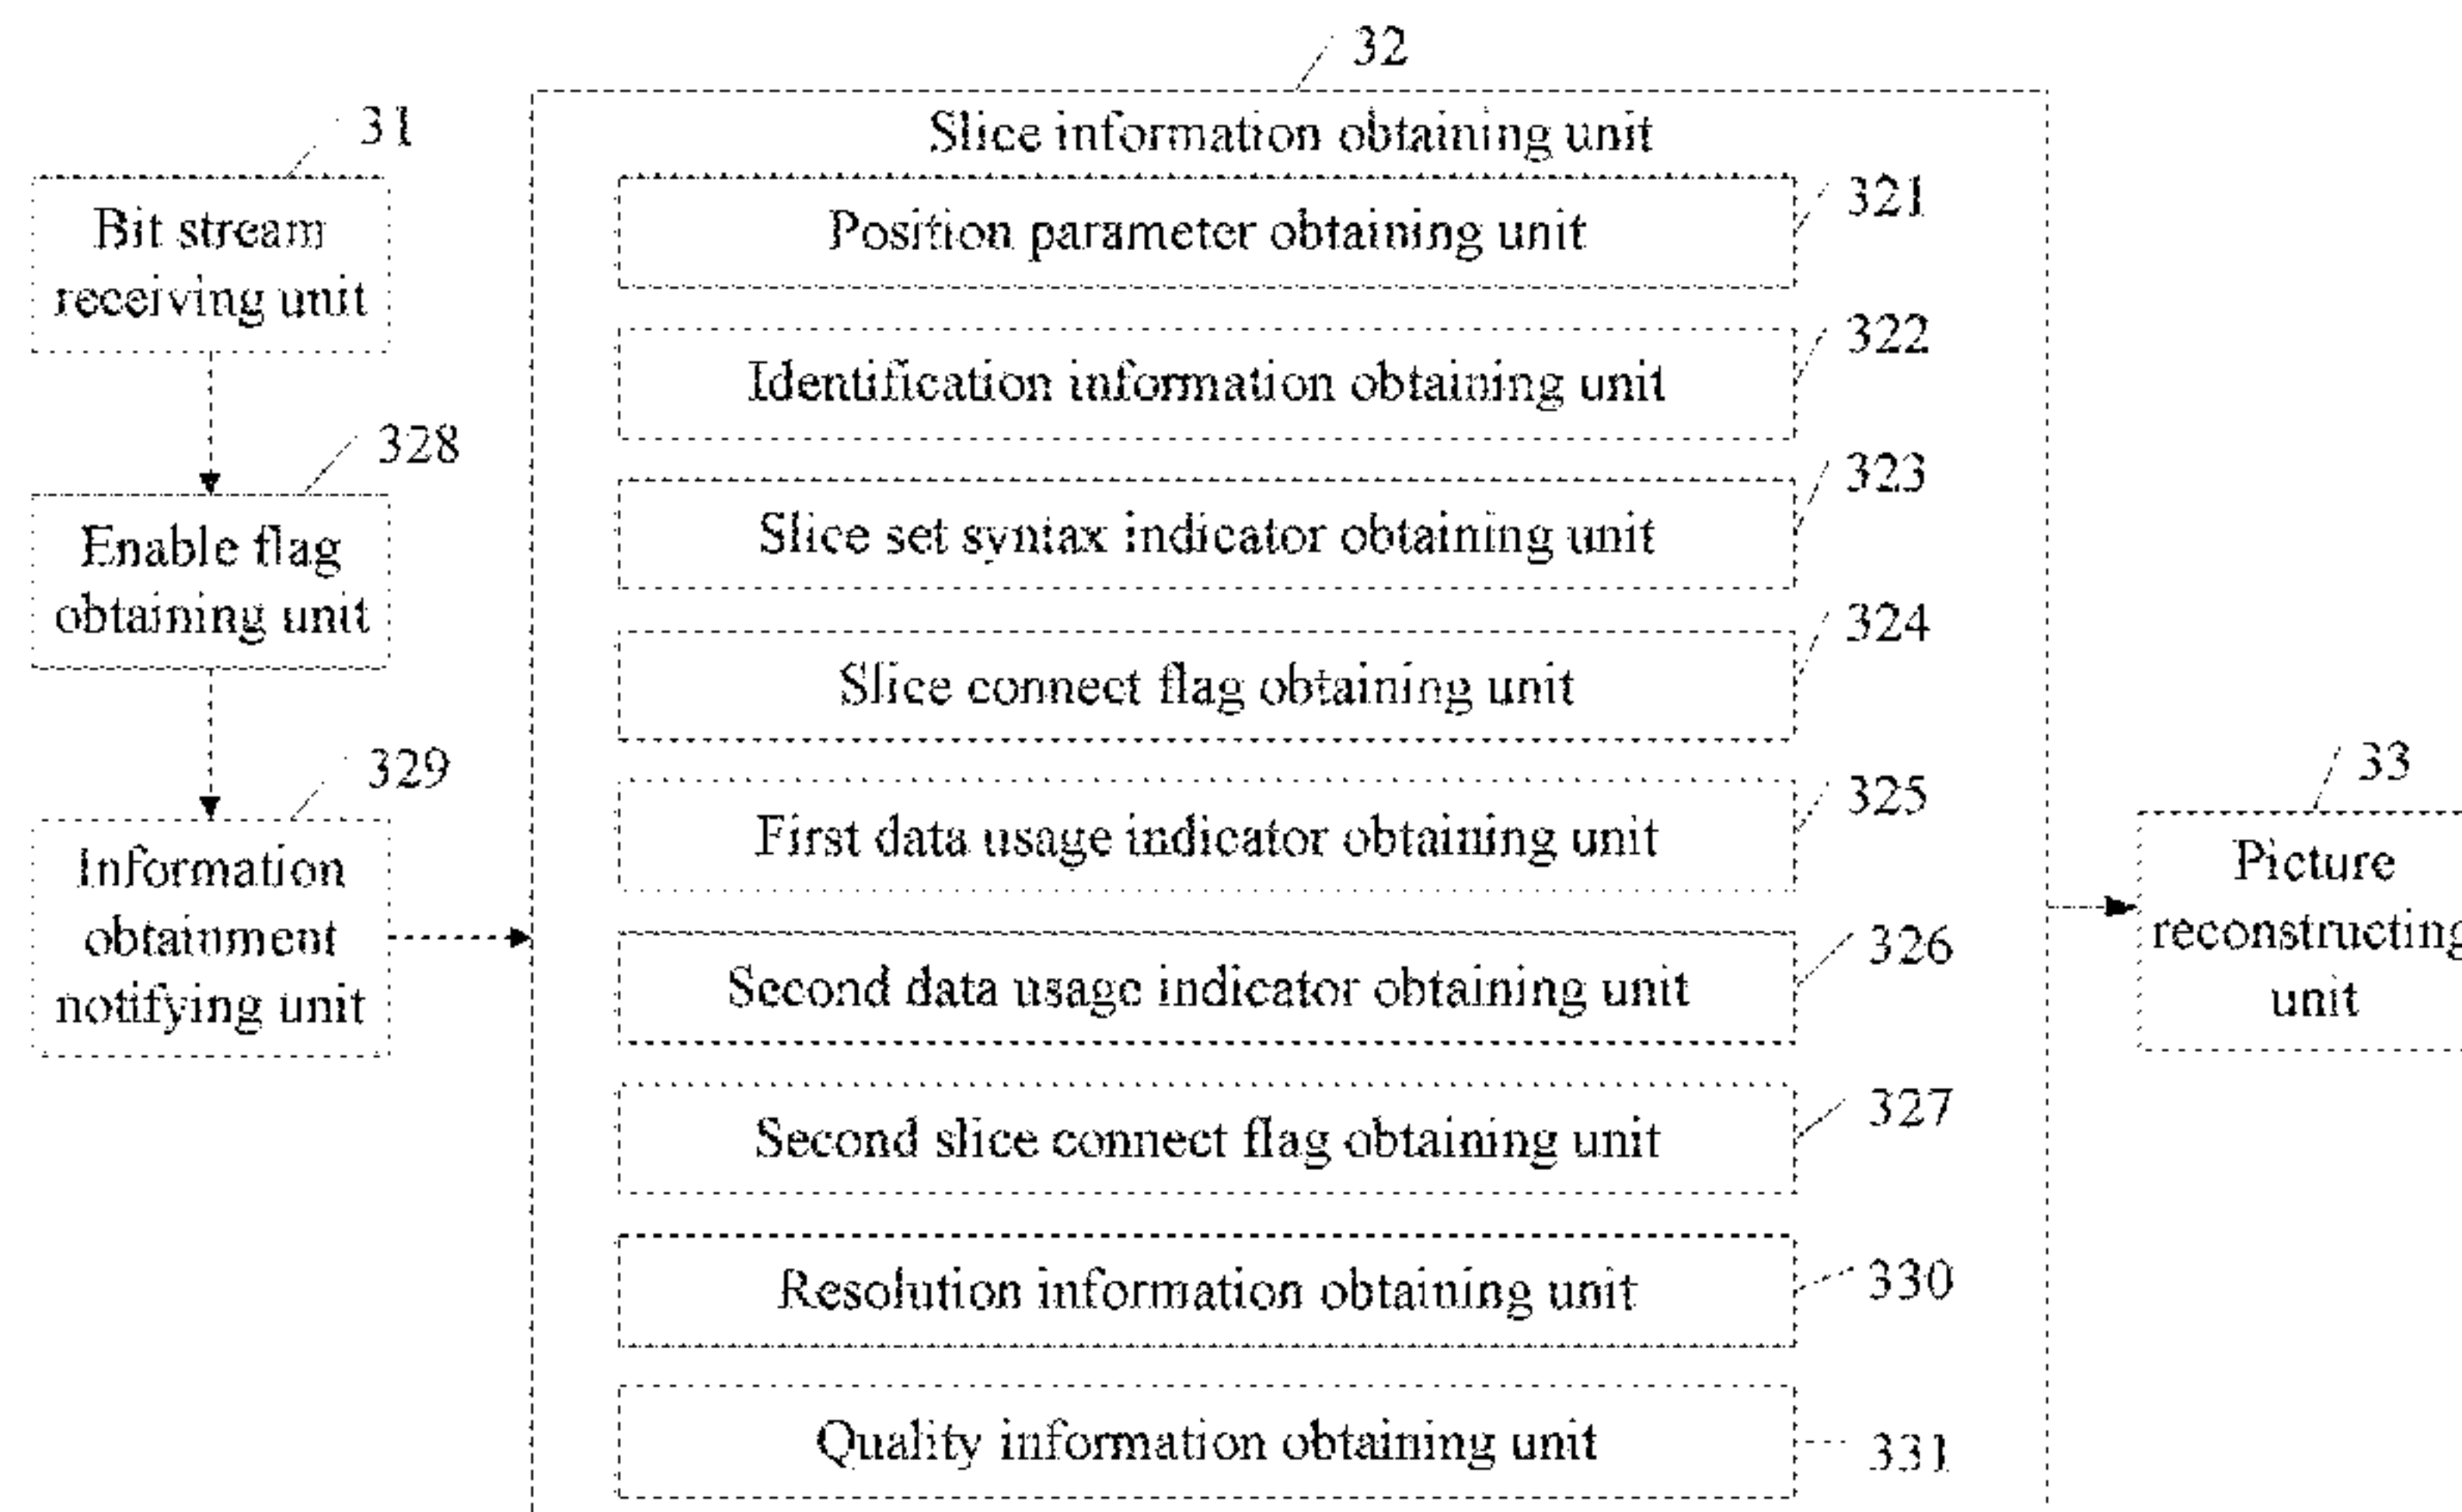 32
31
Slice information obtaining unit
Bit stream
receiving unit
321
Position parameter obtaining unit
322
Identification information obtaining unit
328
Enable flag
obtaining unit
323
Slice set syntax indicator obtaining unit
324
Slice connect flag obtaining unit
329
Information
obtainment
notifying unit
325
First data usage indicator obtaining unit
326
Second data usage indicator obtaining unit
327
Second slice connect flag obtaining unit
330
Resolution information obtaining unit
331
Quality information obtaining unit
33
Picture
reconstructing
unit